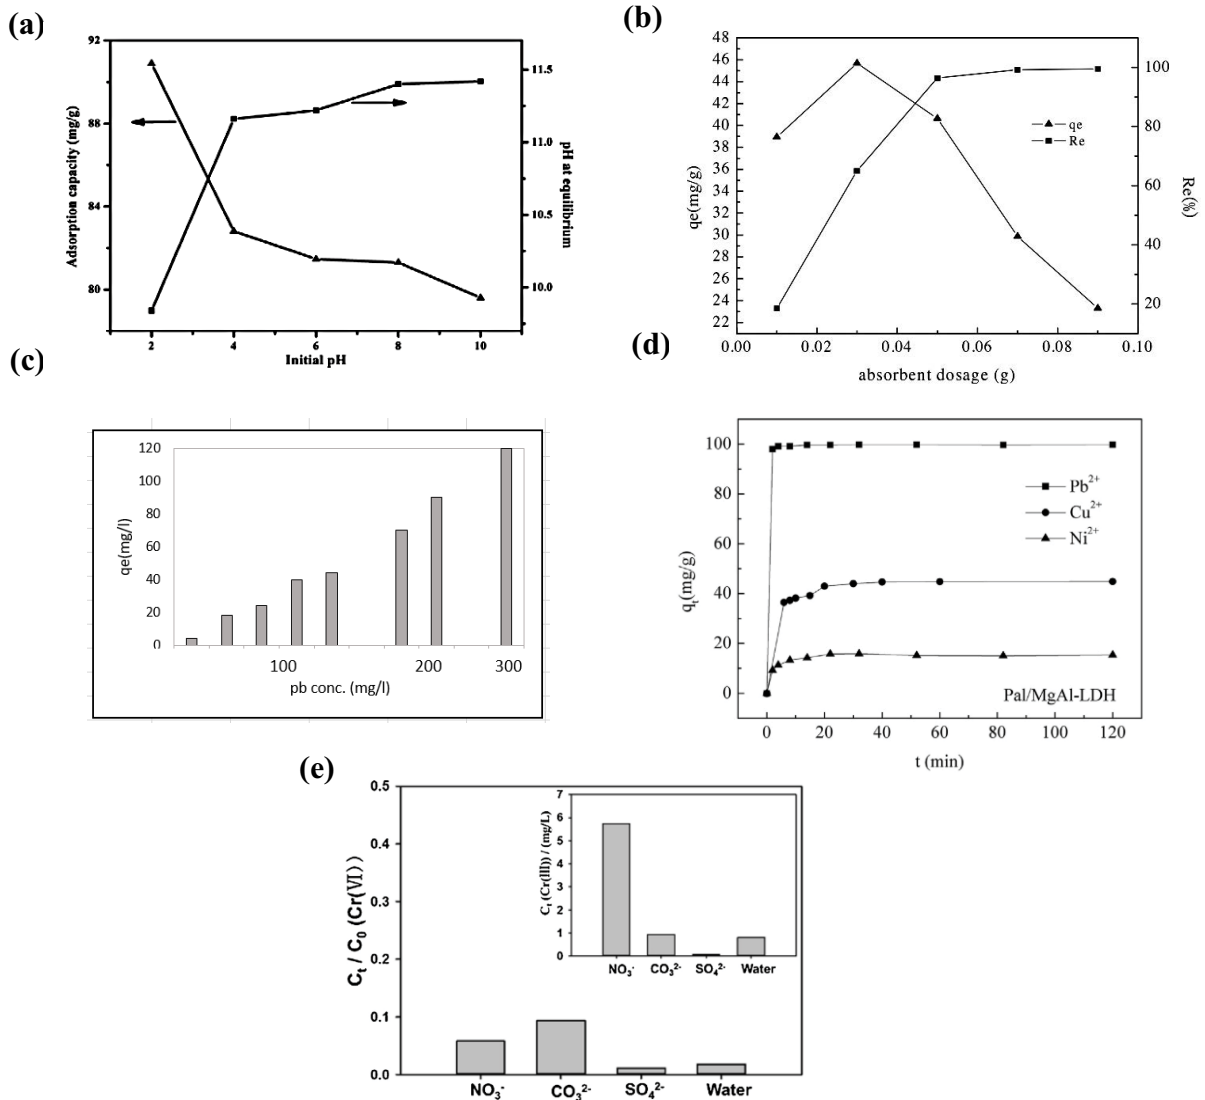 (a)
92
88
84
80
Adsorption capacity (mg/g)
11.5
11.0
10.5
10.0
pH at equilibrium
2 4 6 8 10
Initial pH
(b)
48
46
44
42
40
38
36
34
32
30
28
26
24
22
qe(mg/g)
qe
Re
100
80
60
40
20
Re(%)
0.00 0.02 0.04 0.06 0.08 0.10
absorbent dosage (g)
(c)
120
100
80
60
40
20
0
qe(mg/l)
100 200 300
pb conc. (mg/l)
(d)
100
80
60
40
20
0
qₜ(mg/g)
Pb²⁺
Cu²⁺
Ni²⁺
Pal/MgAl-LDH
0 20 40 60 80 100 120
t (min)
(e)
0.5
0.4
0.3
0.2
0.1
0.0
Cₜ / C₀ (Cr(VI))
7
6
5
4
3
2
1
0
Cₜ (Cr(III)) / (mg/L)
NO₃⁻ CO₃²⁻ SO₄²⁻ Water
NO₃⁻ CO₃²⁻ SO₄²⁻ Water